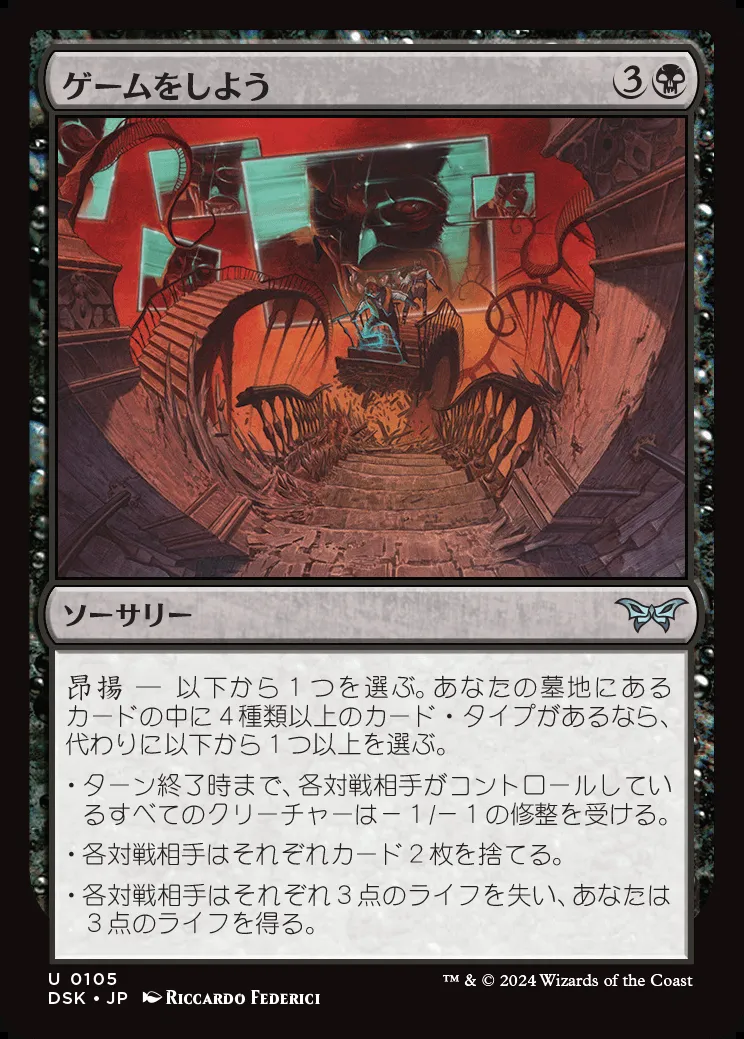 ゲームをしよう 3
ソーサリー
昂揚 ― 以下から1つを選ぶ。あなたの墓地にある
カードの中に4種類以上のカード・タイプがあるなら、
代わりに以下から1つ以上を選ぶ。
・ターン終了時まで、各対戦相手がコントロールしてい
るすべてのクリーチャーは-1/-1の修整を受ける。
・各対戦相手はそれぞれカード2枚を捨てる。
・各対戦相手はそれぞれ3点のライフを失い、あなたは
3点のライフを得る。
U 0105
DSK • JP RICCARDO FEDERICI
™ & © 2024 Wizards of the Coast